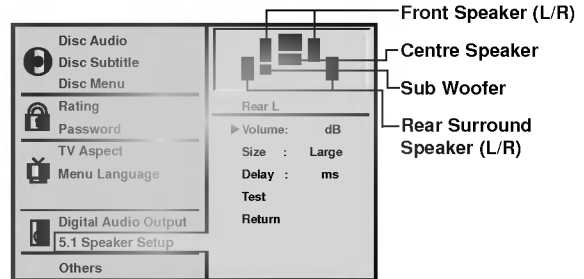 Disc Audio
Disc Subtitle
Disc Menu
Rating
Password
TV Aspect
Menu Language
Digital Audio Output
5.1 Speaker Setup
Others
Rear L
Volume: dB
Size : Large
Delay : ms
Test
Return
Front Speaker (L/R)
Centre Speaker
Sub Woofer
Rear Surround
Speaker (L/R)